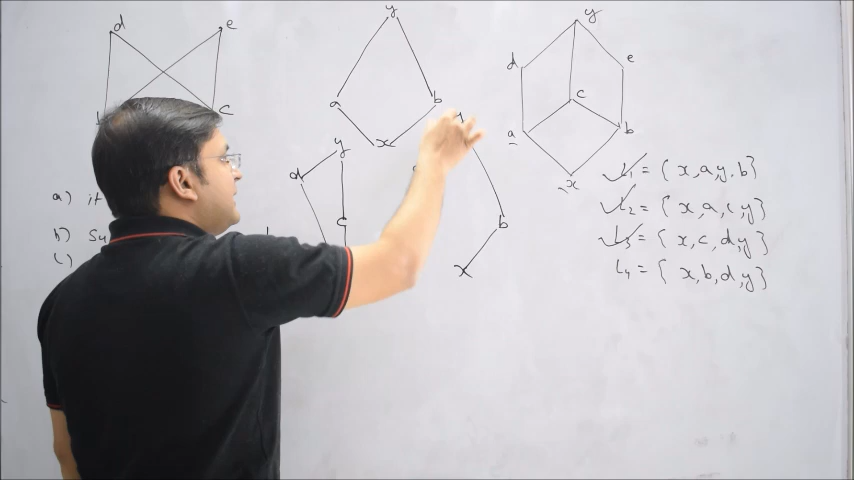 d e
c
y
a b
x
y
d e
c
a b
x
y
d
c
b
x
a) it
b) Su
c)
L₁ = { x, a, y, b }
L₂ = { x, a, c, y }
L₃ = { x, c, d, y }
L₄ = { x, b, d, y }